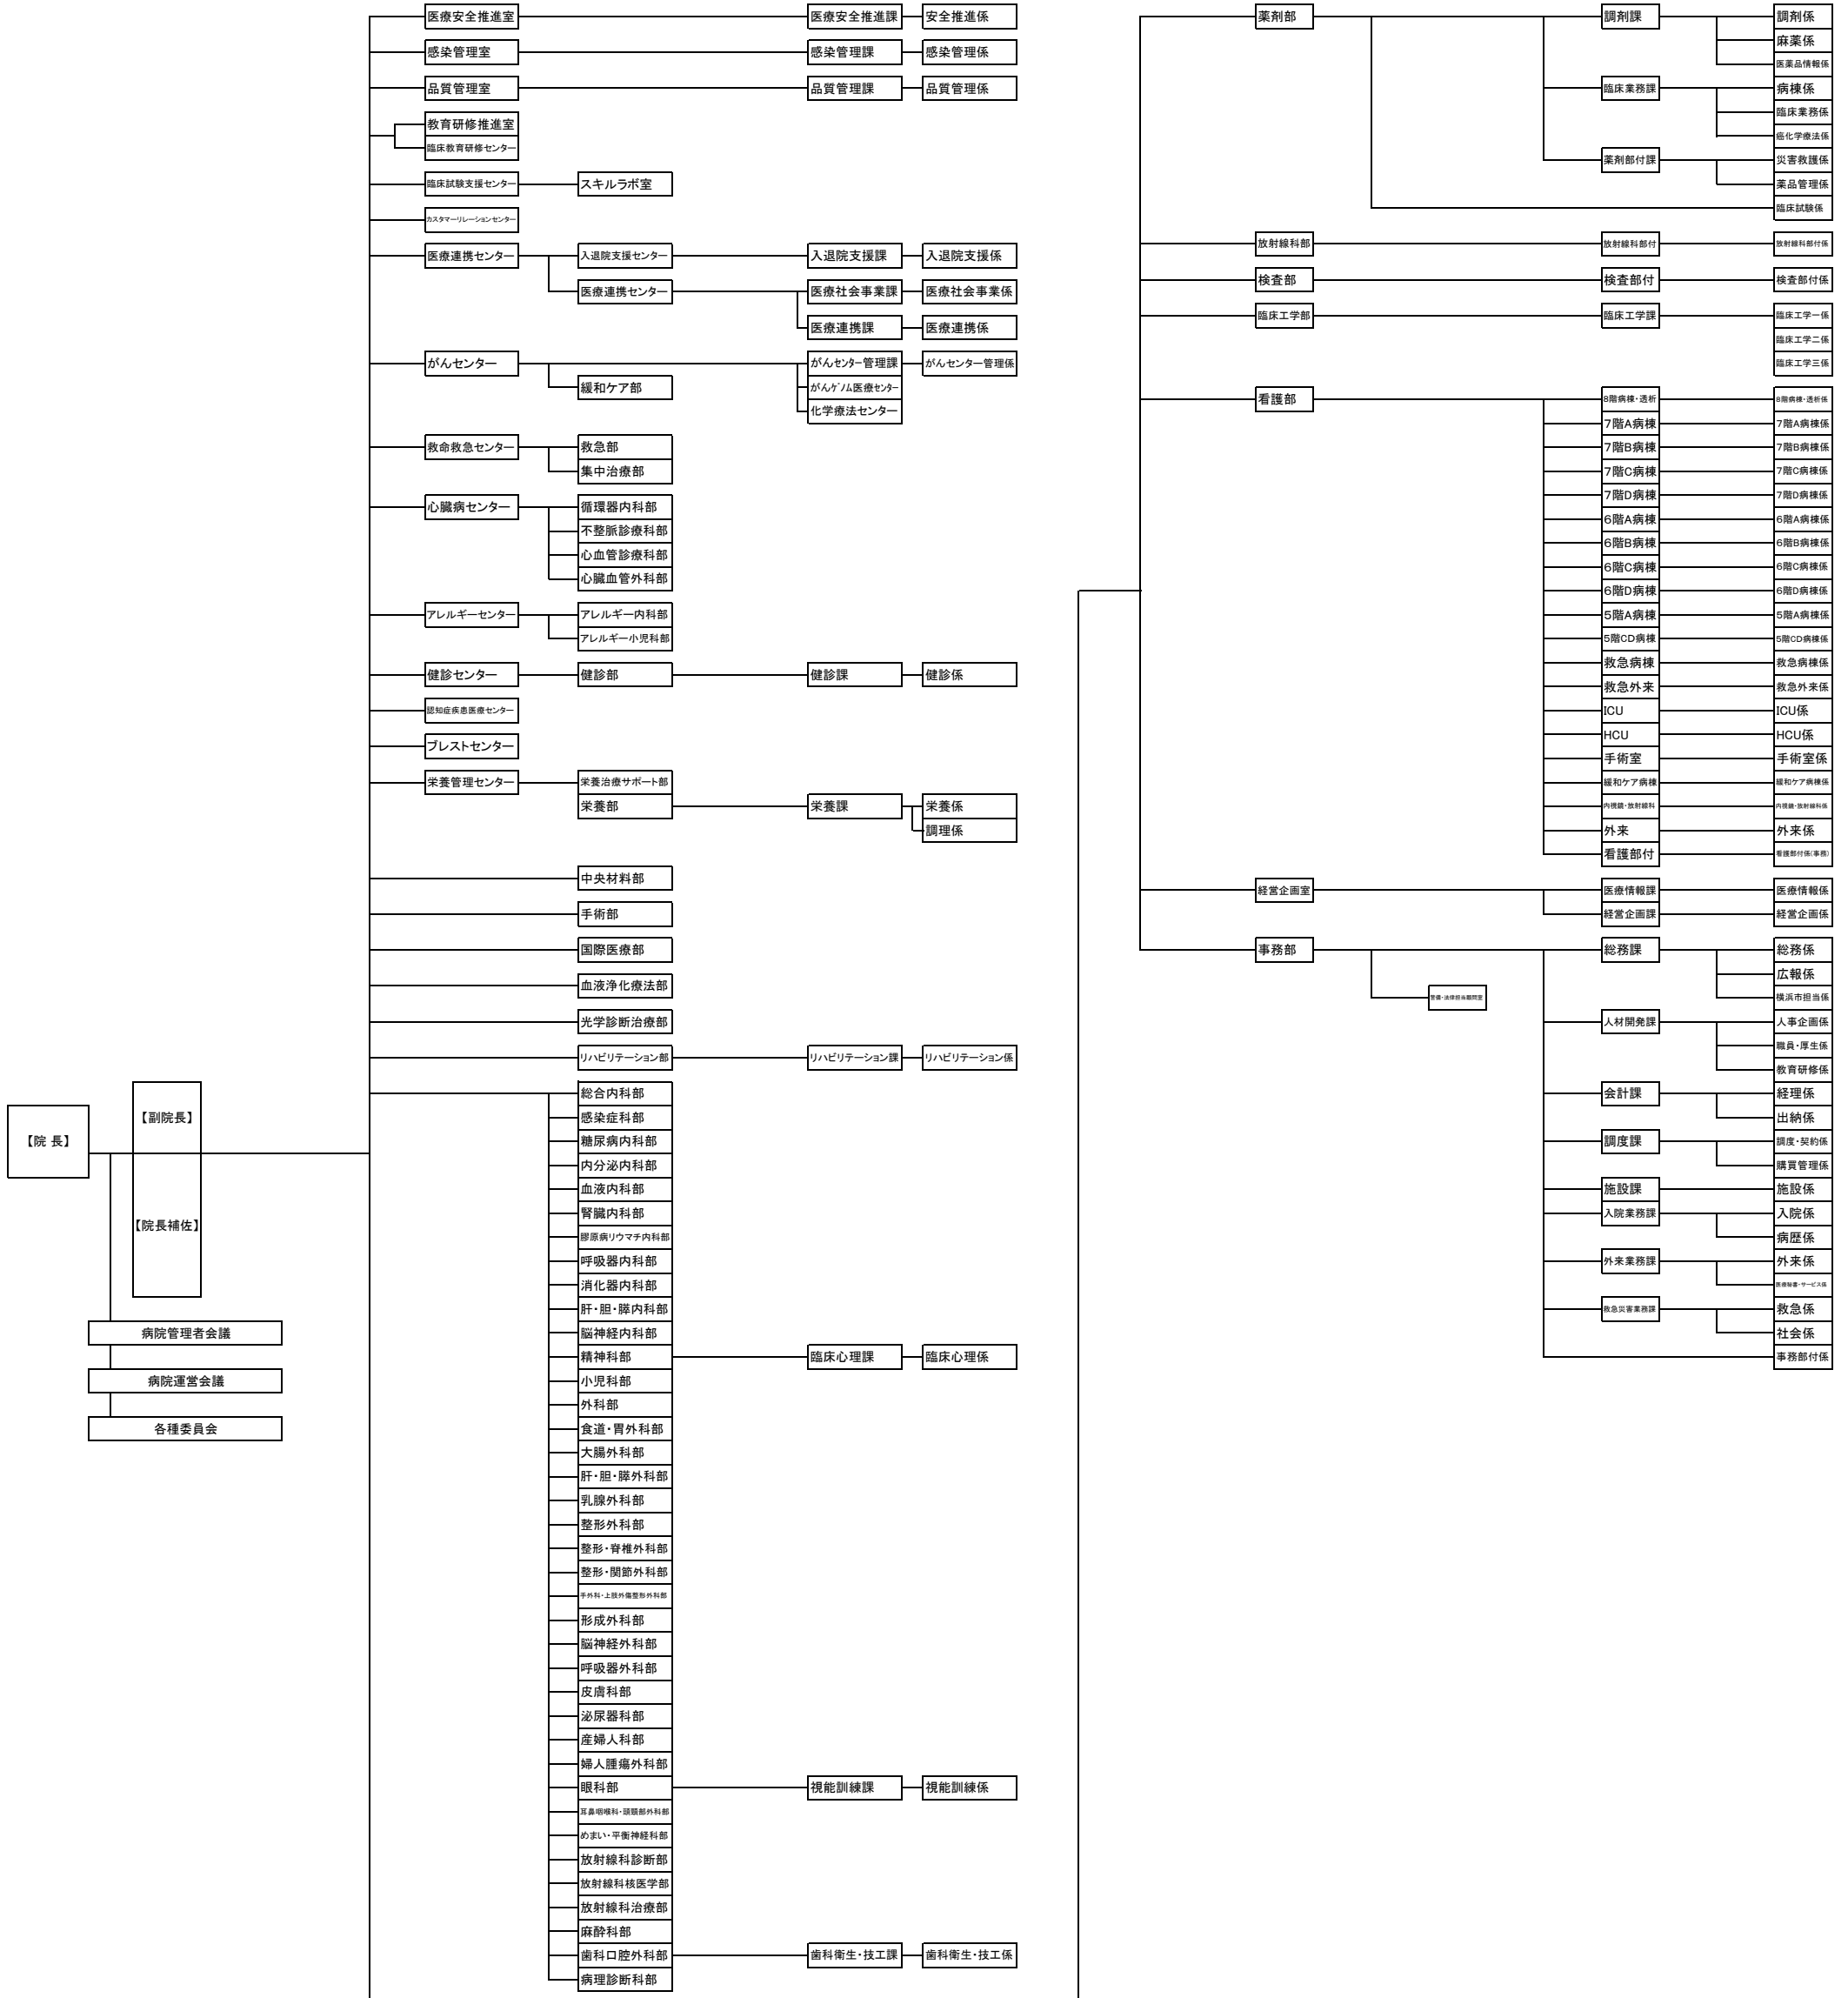 医療安全推進室
医療安全推進課
安全推進係
感染管理室
感染管理課
感染管理係
品質管理室
品質管理課
品質管理係
教育研修推進室
臨床教育研修センター
臨床試験支援センター
スキルラボ室
カスタマーリレーションセンター
医療連携センター
入退院支援センター
入退院支援課
入退院支援係
医療連携センター
医療社会事業課
医療社会事業係
医療連携課
医療連携係
がんセンター
がんセンター管理課
がんセンター管理係
緩和ケア部
がんゲノム医療センター
化学療法センター
救命救急センター
救急部
集中治療部
心臓病センター
循環器内科部
不整脈診療科部
心血管診療科部
心臓血管外科部
アレルギーセンター
アレルギー内科部
アレルギー小児科部
健診センター
健診部
健診課
健診係
認知症疾患医療センター
ブレストセンター
栄養管理センター
栄養治療サポート部
栄養部
栄養課
栄養係
調理係
中央材料部
手術部
国際医療部
血液浄化療法部
光学診断治療部
リハビリテーション部
リハビリテーション課
リハビリテーション係
【院 長】
【副院長】
【院長補佐】
病院管理者会議
病院運営会議
各種委員会
総合内科部
感染症科部
糖尿病内科部
内分泌内科部
血液内科部
腎臓内科部
膠原病リウマチ内科部
呼吸器内科部
消化器内科部
肝・胆・膵内科部
脳神経内科部
精神科部
臨床心理課
臨床心理係
小児科部
外科部
食道・胃外科部
大腸外科部
肝・胆・膵外科部
乳腺外科部
整形外科部
整形・脊椎外科部
整形・関節外科部
手外科・上肢外傷整形外科部
形成外科部
脳神経外科部
呼吸器外科部
皮膚科部
泌尿器科部
産婦人科部
婦人腫瘍外科部
眼科部
視能訓練課
視能訓練係
耳鼻咽喉科・頭頸部外科部
めまい・平衡神経科部
放射線科診断部
放射線科核医学部
放射線科治療部
麻酔科部
歯科口腔外科部
歯科衛生・技工課
歯科衛生・技工係
病理診断科部
薬剤部
調剤課
調剤係
麻薬係
医薬品情報係
臨床業務課
病棟係
臨床業務係
癌化学療法係
薬剤部付課
災害救護係
薬品管理係
臨床試験係
放射線科部
放射線科部付
放射線科部付係
検査部
検査部付
検査部付係
臨床工学部
臨床工学課
臨床工学一係
臨床工学二係
臨床工学三係
看護部
8階病棟・透析
8階病棟・透析係
7階A病棟
7階A病棟係
7階B病棟
7階B病棟係
7階C病棟
7階C病棟係
7階D病棟
7階D病棟係
6階A病棟
6階A病棟係
6階B病棟
6階B病棟係
6階C病棟
6階C病棟係
6階D病棟
6階D病棟係
5階A病棟
5階A病棟係
5階CD病棟
5階CD病棟係
救急病棟
救急病棟係
救急外来
救急外来係
ICU
ICU係
HCU
HCU係
手術室
手術室係
緩和ケア病棟
緩和ケア病棟係
内視鏡・放射線科
内視鏡・放射線科係
外来
外来係
看護部付
看護部付係(事務)
経営企画室
医療情報課
医療情報係
経営企画課
経営企画係
事務部
警備・法律担当顧問室
総務課
総務係
広報係
横浜市担当係
人材開発課
人事企画係
職員・厚生係
教育研修係
会計課
経理係
出納係
調度課
調度・契約係
購買管理係
施設課
施設係
入院業務課
入院係
病歴係
外来業務課
外来係
医療秘書・サービス係
救急災害業務課
救急係
社会係
事務部付係